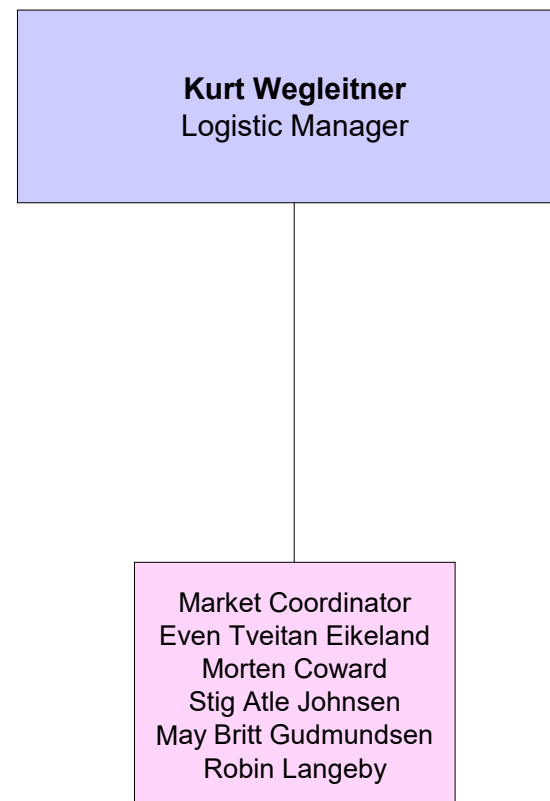 Kurt Wegleitner
Logistic Manager
Market Coordinator
Even Tveitan Eikeland
Morten Coward
Stig Atle Johnsen
May Britt Gudmundsen
Robin Langeby